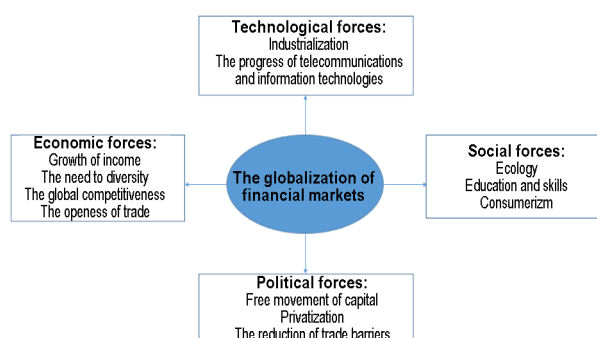 Technological forces:
Industrialization
The progress of telecommunications
and information technologies
Economic forces:
Growth of income
The need to diversity
The global competitiveness
The openess of trade
The globalization of
financial markets
Social forces:
Ecology
Education and skills
Consumerizm
Political forces:
Free movement of capital
Privatization
The reduction of trade barriers